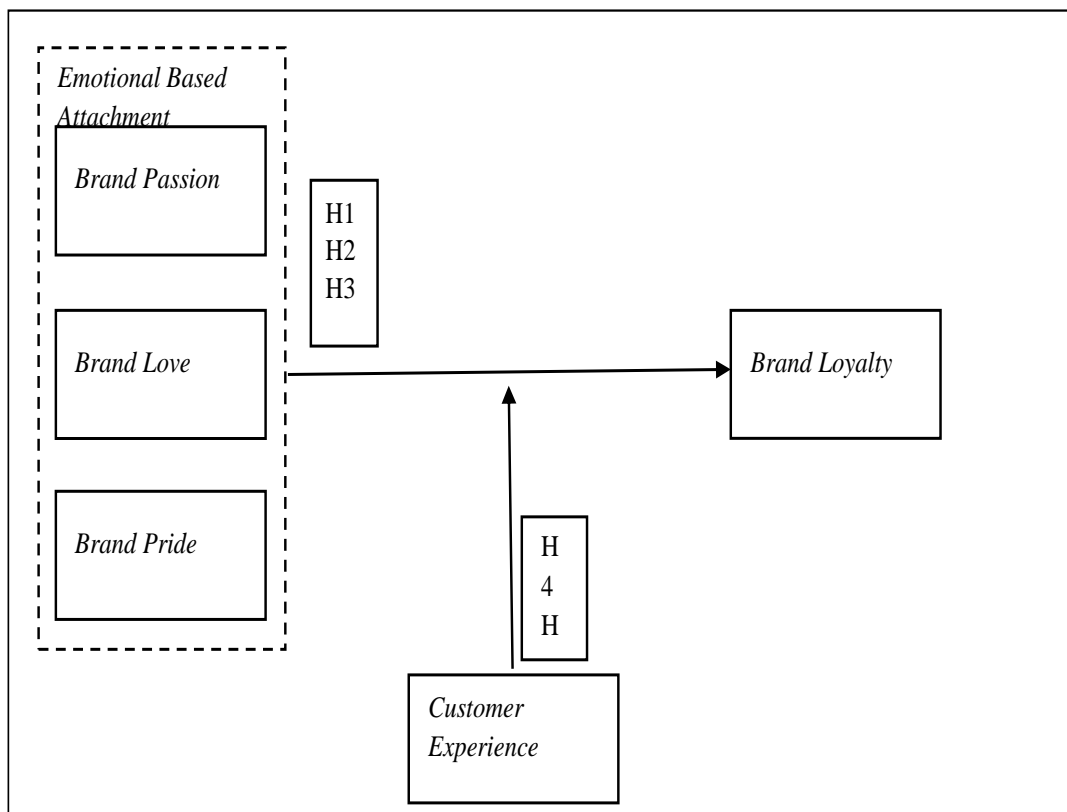 Emotional Based
Attachment
Brand Passion
H1
H2
H3
Brand Love
Brand Loyalty
Brand Pride
H
4
H
Customer
Experience